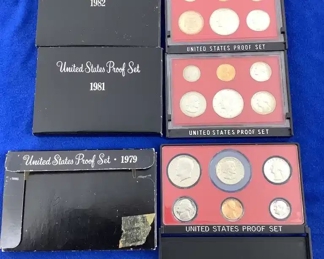 1982
UNITED STATES PROOF SET
United States Proof Set
1981
UNITED STATES PROOF SET
United States Proof Set · 1979
UNITED STATES PROOF SET